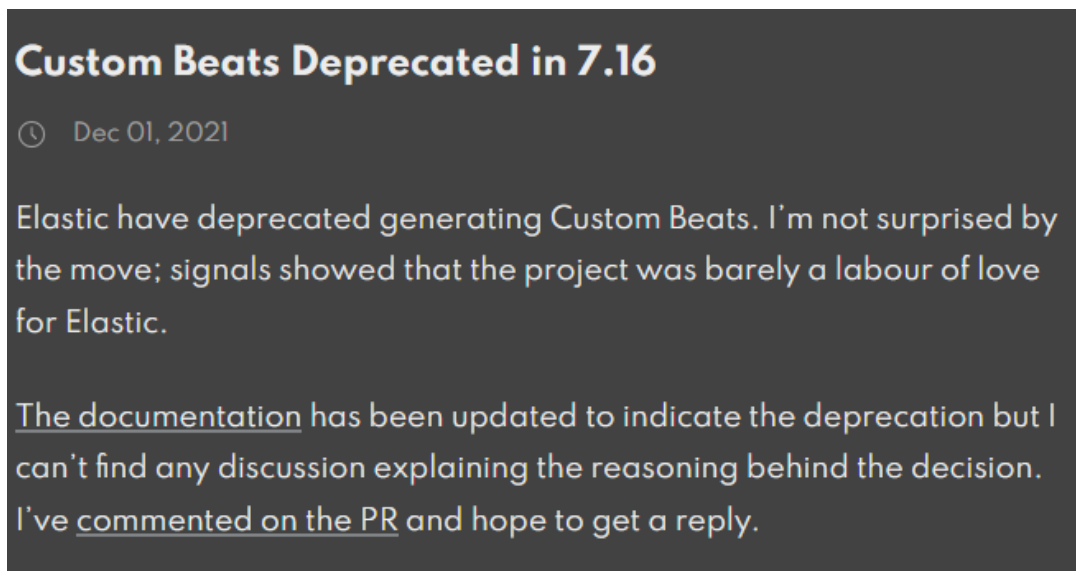 Custom Beats Deprecated in 7.16
Dec 01, 2021
Elastic have deprecated generating Custom Beats. I’m not surprised by
the move; signals showed that the project was barely a labour of love
for Elastic.
The documentation has been updated to indicate the deprecation but I
can’t find any discussion explaining the reasoning behind the decision.
I’ve commented on the PR and hope to get a reply.